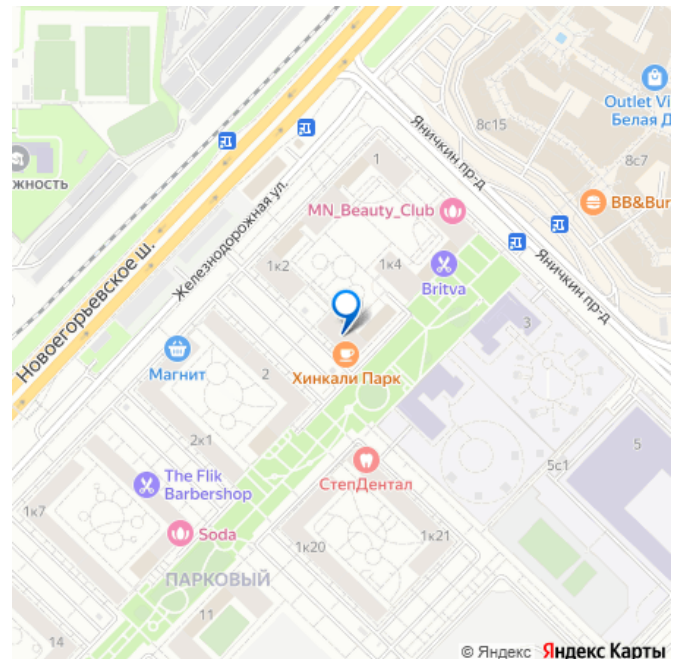 Outlet Vi
Белая Д
8с15
8с7
Яничкин пр-д
жность
1
BB&Bur
MN_Beauty_Club
Железнодорожная ул.
1к2
1к4
Britva
Яничкин пр-д
Новоегорьевское ш.
3
Магнит
2
Хинкали Парк
2к1
5
5с1
The Flik
Barbershop
СтепДентал
1к7
Soda
1к20
1к21
ПАРКОВЫЙ
11
14
© Яндекс Яндекс Карты